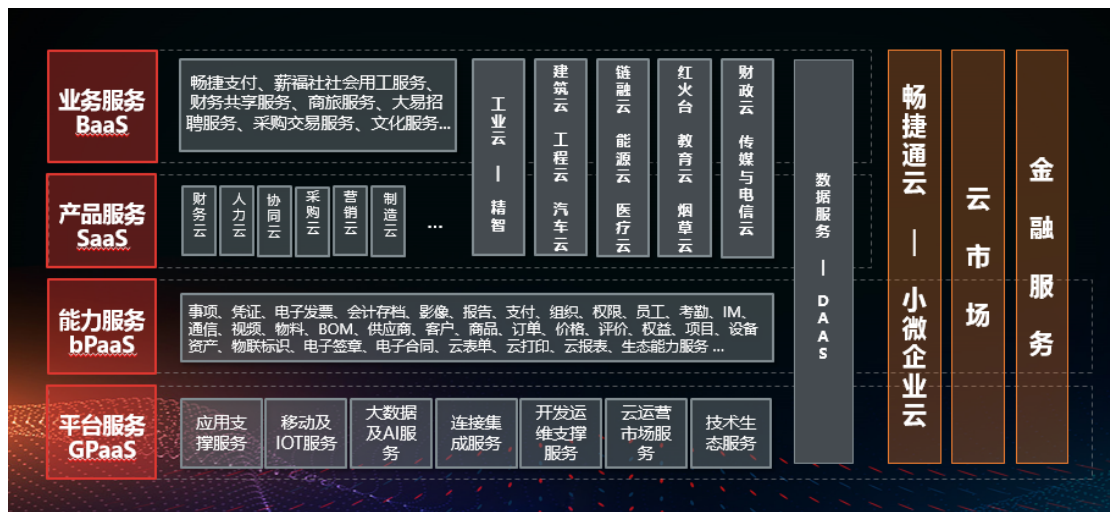 业务服务
BaaS
畅捷支付、薪福社社会用工服务、
财务共享服务、商旅服务、大易招
聘服务、采购交易服务、文化服务...
产品服务
SaaS
财务云
人力云
协同云
采购云
营销云
制造云
...
工业云 | 精智
建筑云 工程云 汽车云
链融云 能源云 医疗云
红火台 教育云 烟草云
财政云 传媒与电信云
能力服务
bPaaS
事项、凭证、电子发票、会计存档、影像、报告、支付、组织、权限、员工、考勤、IM、
通信、视频、物料、BOM、供应商、客户、商品、订单、价格、评价、权益、项目、设备
资产、物联标识、电子签章、电子合同、云表单、云打印、云报表、生态能力服务 ...
平台服务
GPaaS
应用支
撑服务
移动及
IOT服务
大数据
及AI服
务
连接集
成服务
开发运
维支撑
服务
云运营
市场服
务
技术生
态服务
数据服务 | DAAS
畅捷通云 | 小微企业云
云市场
金融服务